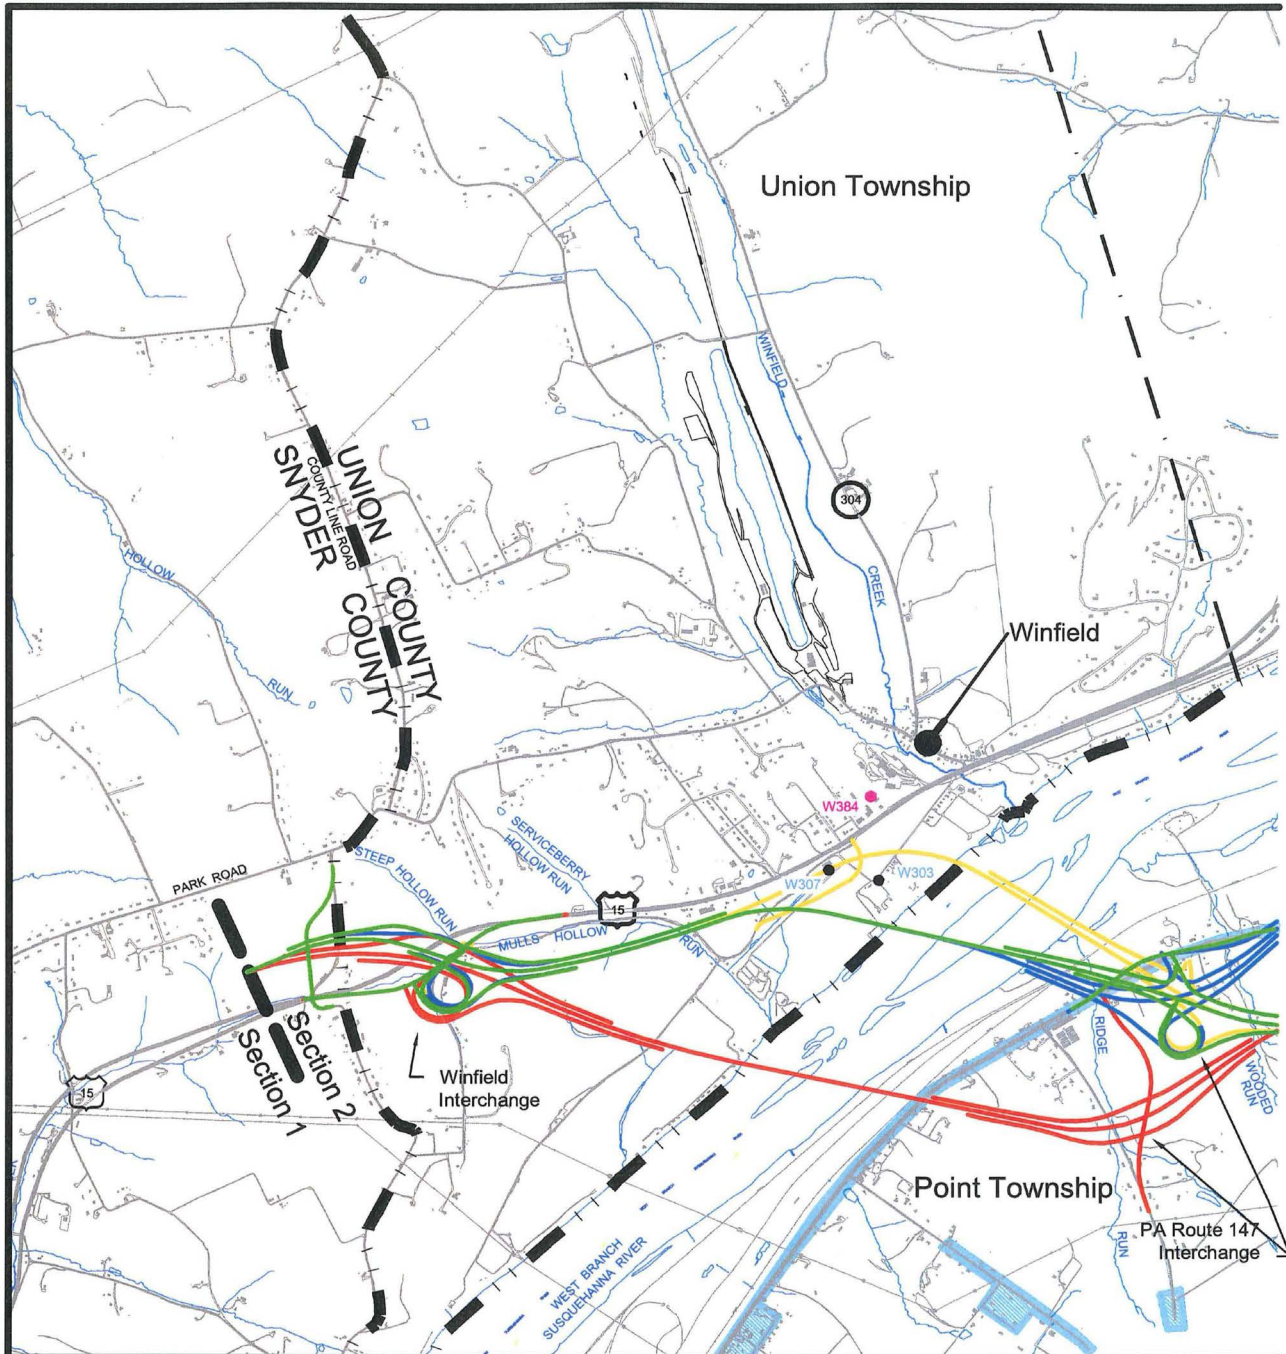 Union Township
WINFIELD
304
UNION COUNTY
COUNTY LINE ROAD
SNYDER COUNTY
HOLLOW
RUN
CREEK
Winfield
W384
SERVICEBERRY
HOLLOW RUN
STEEP HOLLOW RUN
PARK ROAD
W307
W303
15
MULLS HOLLOW
RUN
Section 2
Section 1
15
Winfield
Interchange
RIDGE
RUN
WOODED
RUN
Point Township
PA Route 147
Interchange
WEST BRANCH
SUSQUEHANNA RIVER